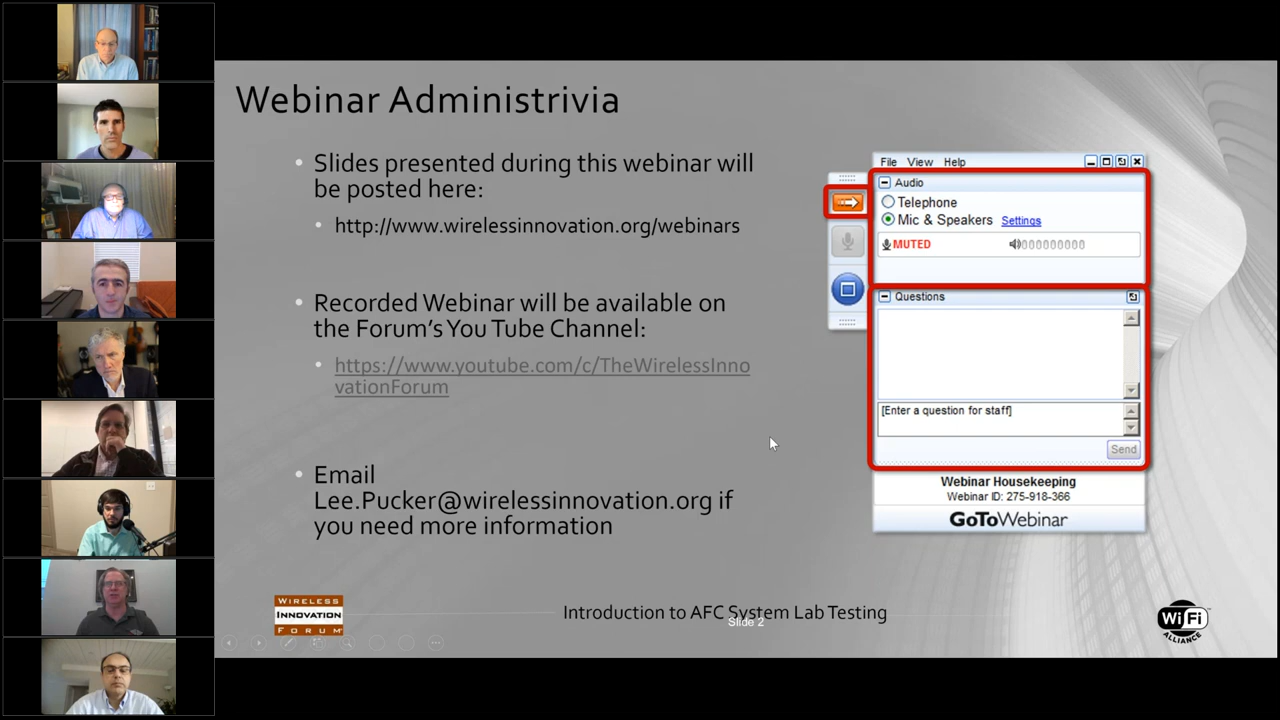 Webinar Administrivia
Slides presented during this webinar will
be posted here:
http://www.wirelessinnovation.org/webinars
Recorded Webinar will be available on
the Forum's You Tube Channel:
https://www.youtube.com/c/TheWirelessInno
vationForum
Email
Lee.Pucker@wirelessinnovation.org if
you need more information
File View Help
Audio
Telephone
Mic & Speakers Settings
MUTED
Questions
[Enter a question for staff]
Send
Webinar Housekeeping
Webinar ID: 275-918-366
GoToWebinar
WIRELESS
INNOVATION
FORUM
Introduction to AFC System Lab Testing
Slide 2
Wi Fi
ALLIANCE